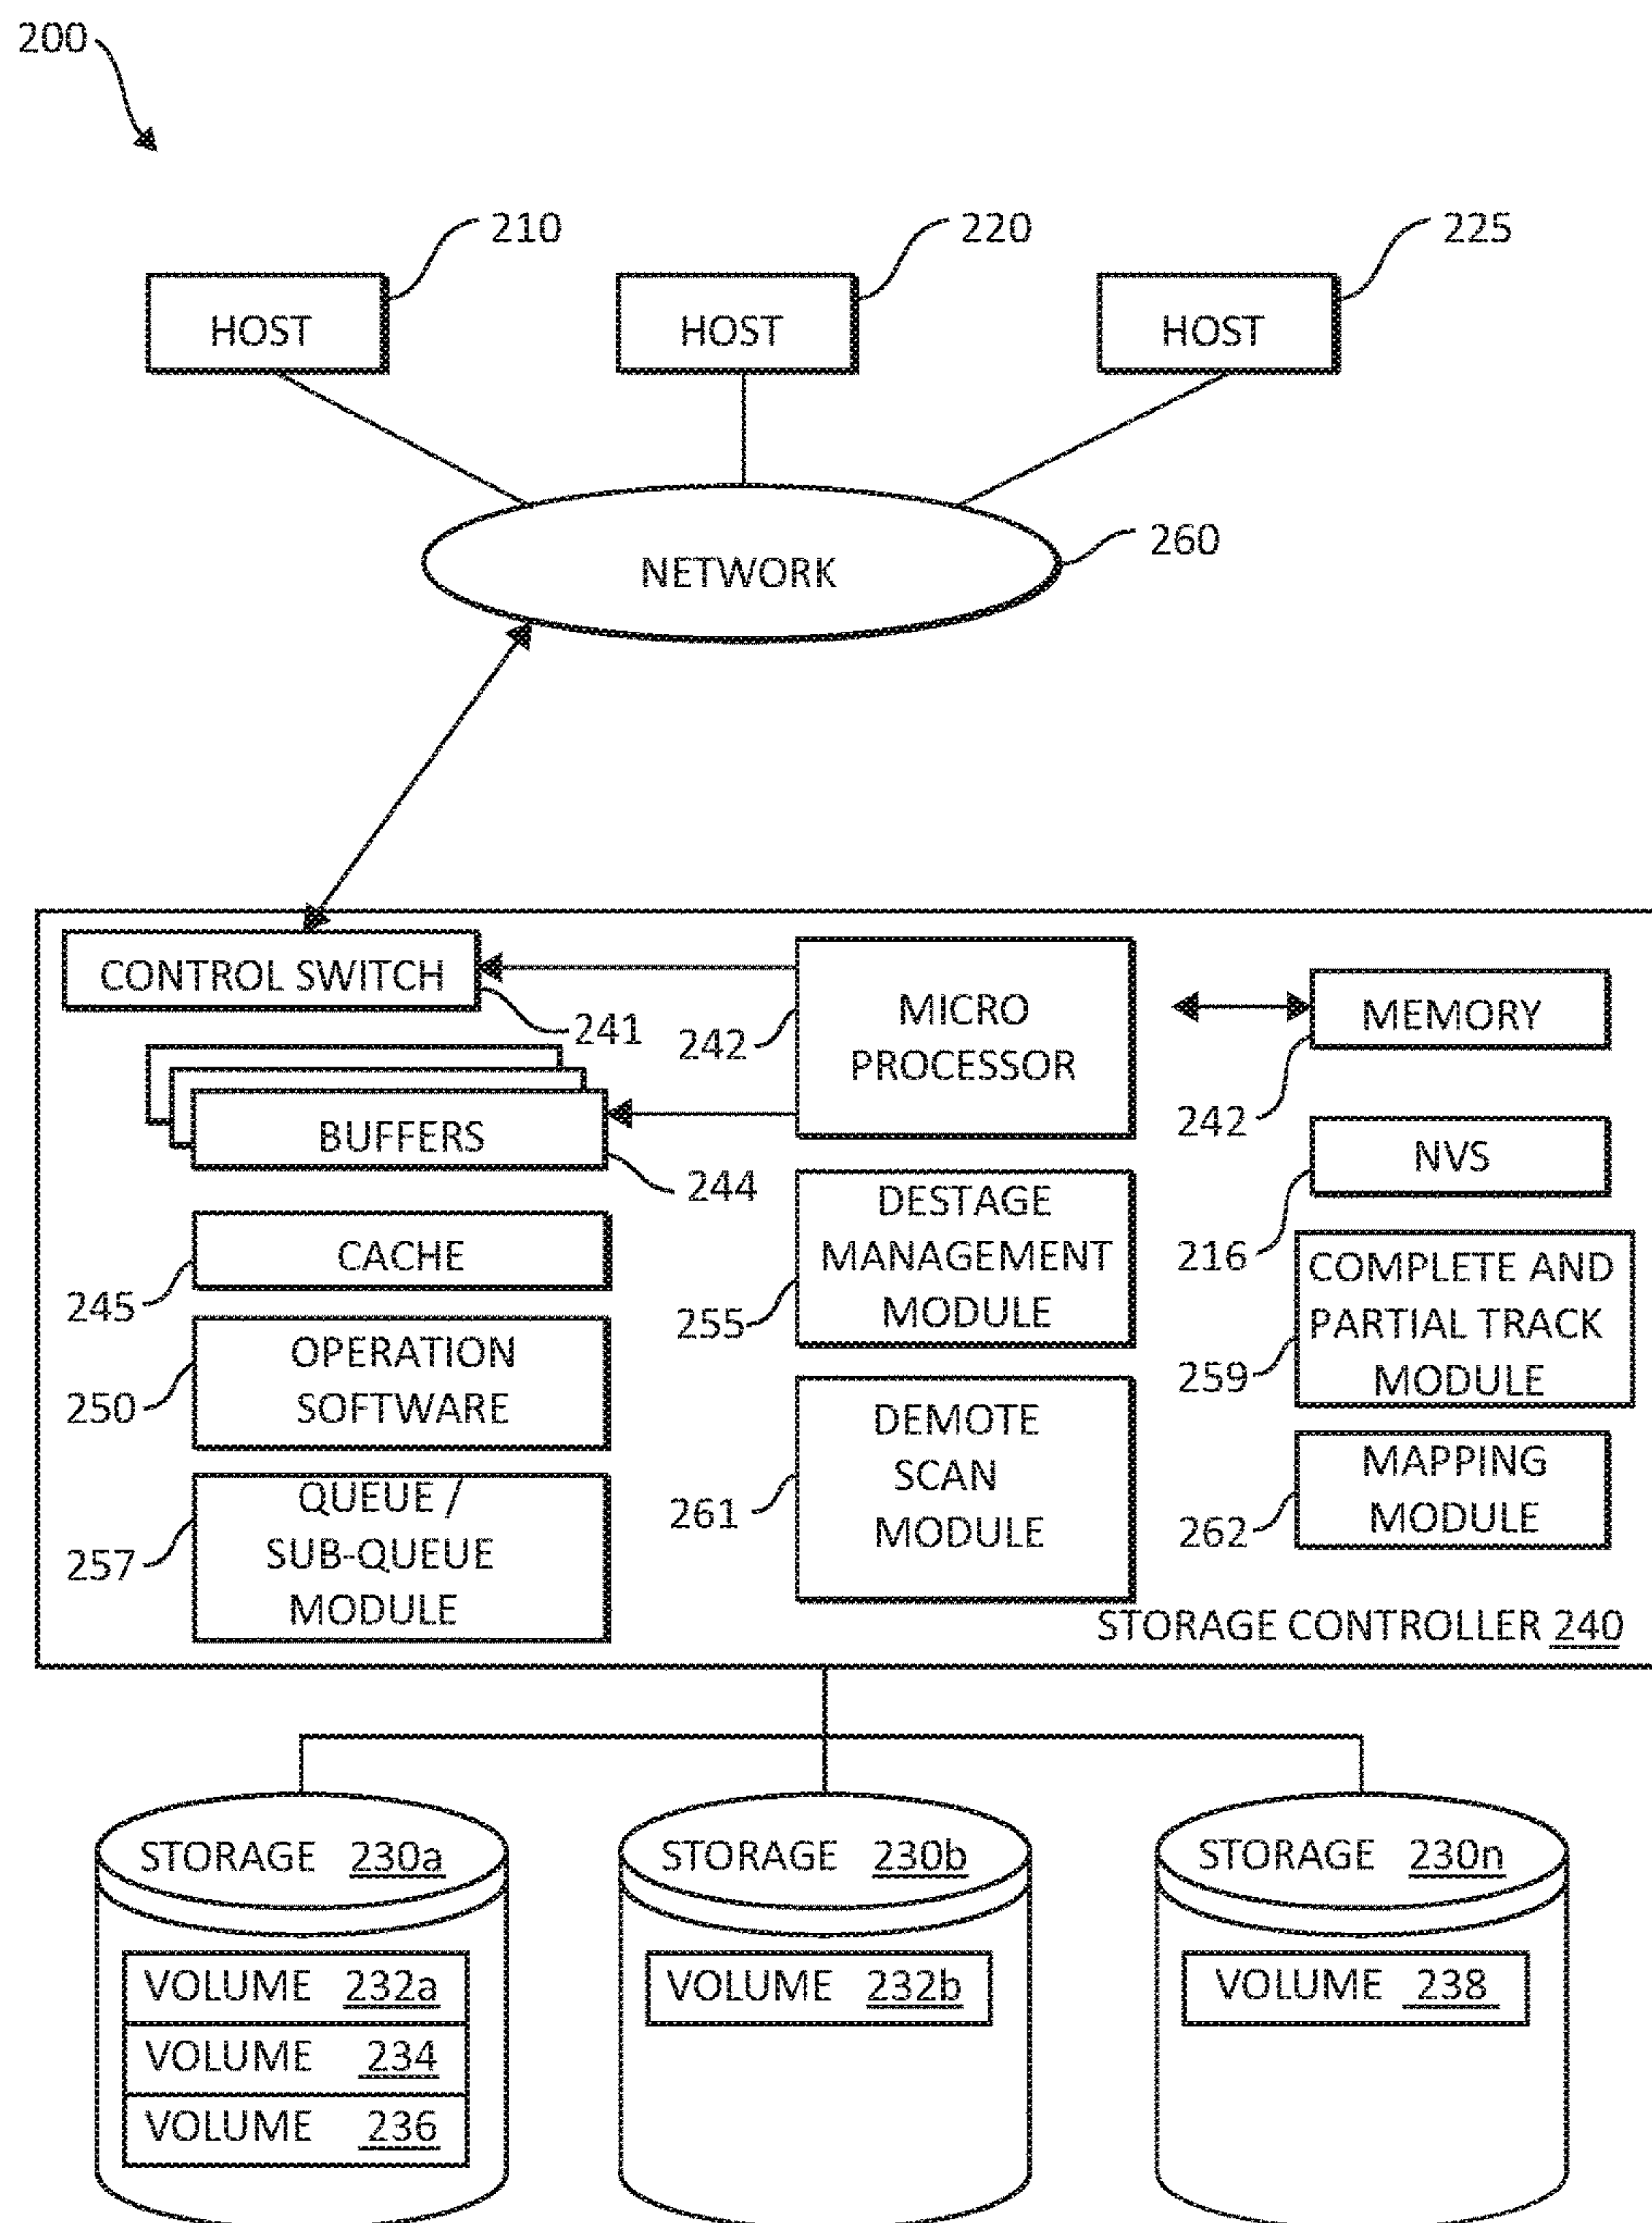 200
210
220
225
HOST
HOST
HOST
260
NETWORK
CONTROL SWITCH
241
242
MICRO
PROCESSOR
MEMORY
242
BUFFERS
244
NVS
216
CACHE
245
DESTAGE
MANAGEMENT
MODULE
255
COMPLETE AND
PARTIAL TRACK
MODULE
259
OPERATION
SOFTWARE
250
DEMOTE
SCAN
MODULE
261
MAPPING
MODULE
262
QUEUE /
SUB-QUEUE
MODULE
257
STORAGE CONTROLLER 240
STORAGE 230a
STORAGE 230b
STORAGE 230n
VOLUME 232a
VOLUME 234
VOLUME 236
VOLUME 232b
VOLUME 238